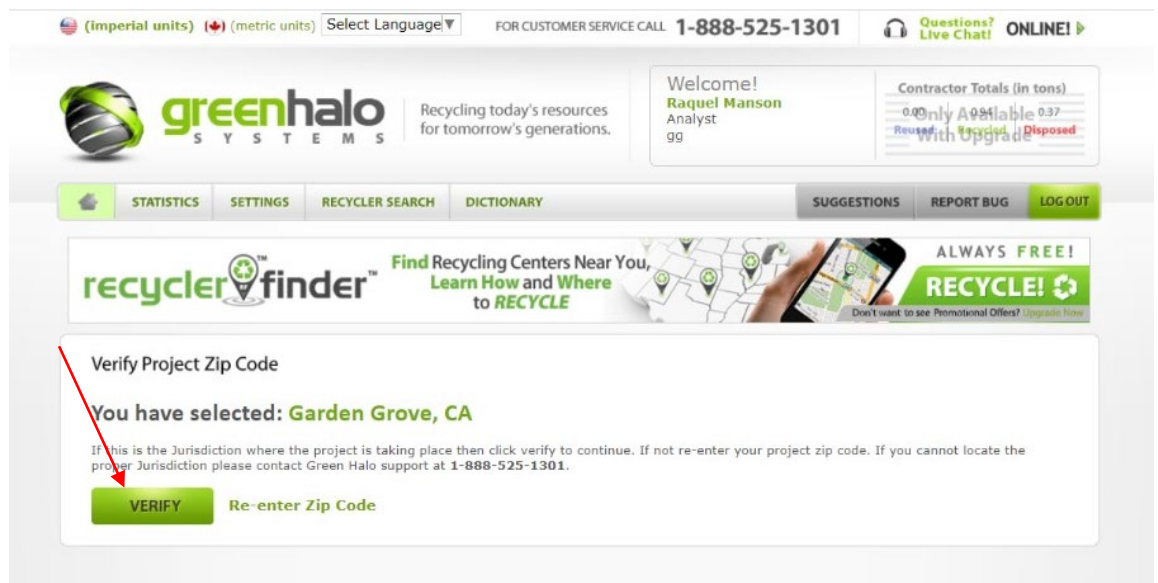 (imperial units) (metric units) Select Language▼ FOR CUSTOMER SERVICE CALL 1-888-525-1301 Questions? Live Chat! ONLINE!
greenhalo
SYSTEMS
Recycling today's resources
for tomorrow's generations.
Welcome!
Raquel Manson
Analyst
gg
Contractor Totals (in tons)
0.00 0.94 0.37
Only Available
Reused Recycled Disposed
With Upgrade
STATISTICS SETTINGS RECYCLER SEARCH DICTIONARY SUGGESTIONS REPORT BUG LOG OUT
recycler finder™
Find Recycling Centers Near You,
Learn How and Where
to RECYCLE
ALWAYS FREE!
RECYCLE!
Don't want to see Promotional Offers? Upgrade Now
Verify Project Zip Code
You have selected: Garden Grove, CA
If this is the Jurisdiction where the project is taking place then click verify to continue. If not re-enter your project zip code. If you cannot locate the
proper Jurisdiction please contact Green Halo support at 1-888-525-1301.
VERIFY Re-enter Zip Code